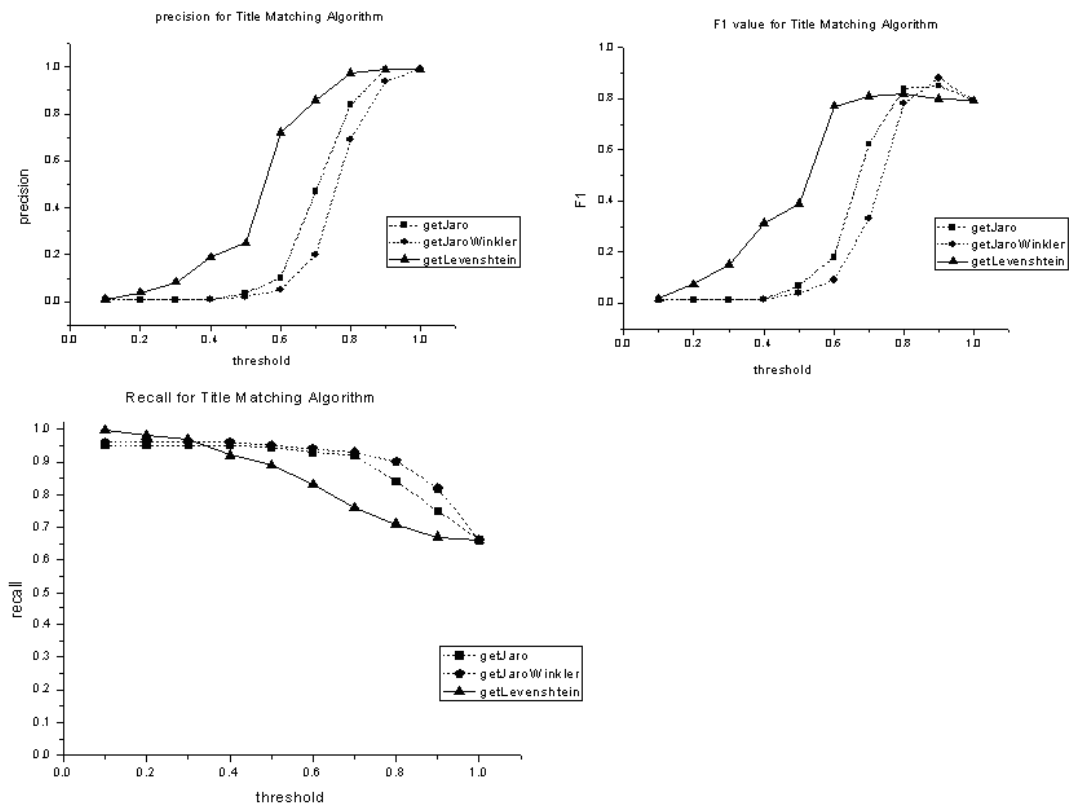 precision for Title Matching Algorithm
1.0
0.8
0.6
0.4
0.2
0.0
precision
getJaro
getJaroWinkler
getLevenshtein
0.0 0.2 0.4 0.6 0.8 1.0
threshold
F1 value for Title Matching Algorithm
1.0
0.8
0.6
0.4
0.2
0.0
F1
getJaro
getJaroWinkler
getLevenshtein
0.0 0.2 0.4 0.6 0.8 1.0
threshold
Recall for Title Matching Algorithm
1.0
0.9
0.8
0.7
0.6
0.5
0.4
0.3
0.2
0.1
0.0
recall
getJaro
getJaroWinkler
getLevenshtein
0.0 0.2 0.4 0.6 0.8 1.0
threshold